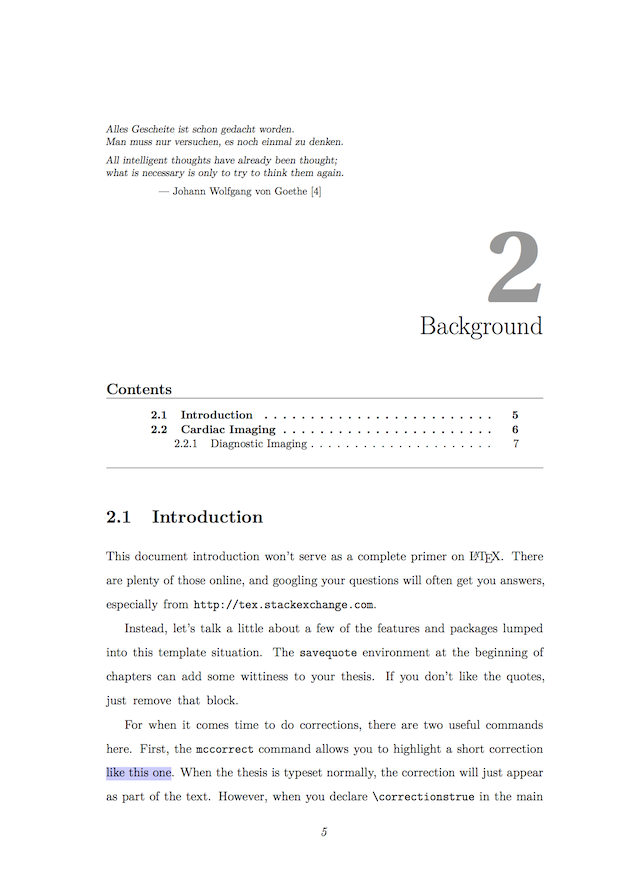 Alles Gescheite ist schon gedacht worden.
Man muss nur versuchen, es noch einmal zu denken.
All intelligent thoughts have already been thought;
what is necessary is only to try to think them again.
— Johann Wolfgang von Goethe [4]
2
Background
Contents
2.1 Introduction . . . . . . . . . . . . . . . . . . . . . . . . . 5
2.2 Cardiac Imaging . . . . . . . . . . . . . . . . . . . . . . . 6
2.2.1 Diagnostic Imaging . . . . . . . . . . . . . . . . . . . . . 7
2.1 Introduction
This document introduction won't serve as a complete primer on LATEX. There
are plenty of those online, and googling your questions will often get you answers,
especially from http://tex.stackexchange.com.
Instead, let's talk a little about a few of the features and packages lumped
into this template situation. The savequote environment at the beginning of
chapters can add some wittiness to your thesis. If you don't like the quotes,
just remove that block.
For when it comes time to do corrections, there are two useful commands
here. First, the mccorrect command allows you to highlight a short correction
like this one. When the thesis is typeset normally, the correction will just appear
as part of the text. However, when you declare \correctionstrue in the main
5